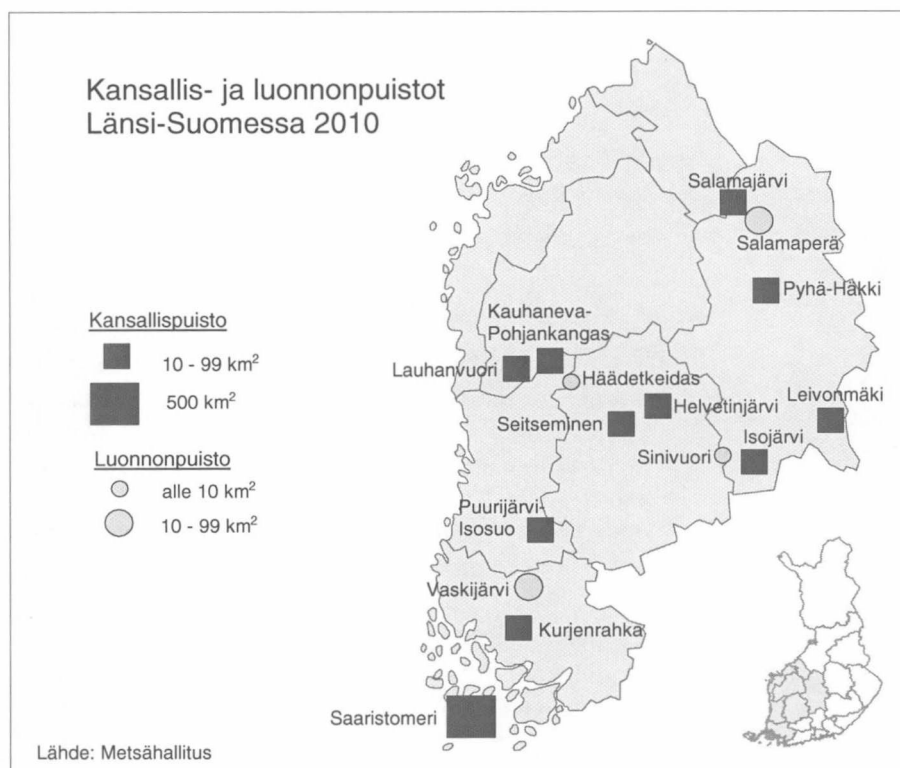 Kansallis- ja luonnonpuistot
Länsi-Suomessa 2010
Salamajärvi
Salamaperä
Pyhä-Häkki
Kansallispuisto
10 - 99 km²
500 km²
Kauhaneva-
Pohjankangas
Lauhanvuori
Häädetkeidas
Helvetinjärvi
Leivonmäki
Seitseminen
Isojärvi
Sinivuori
Luonnonpuisto
alle 10 km²
10 - 99 km²
Puurijärvi-
Isosuo
Vaskijärvi
Kurjenrahka
Saaristomeri
Lähde: Metsähallitus